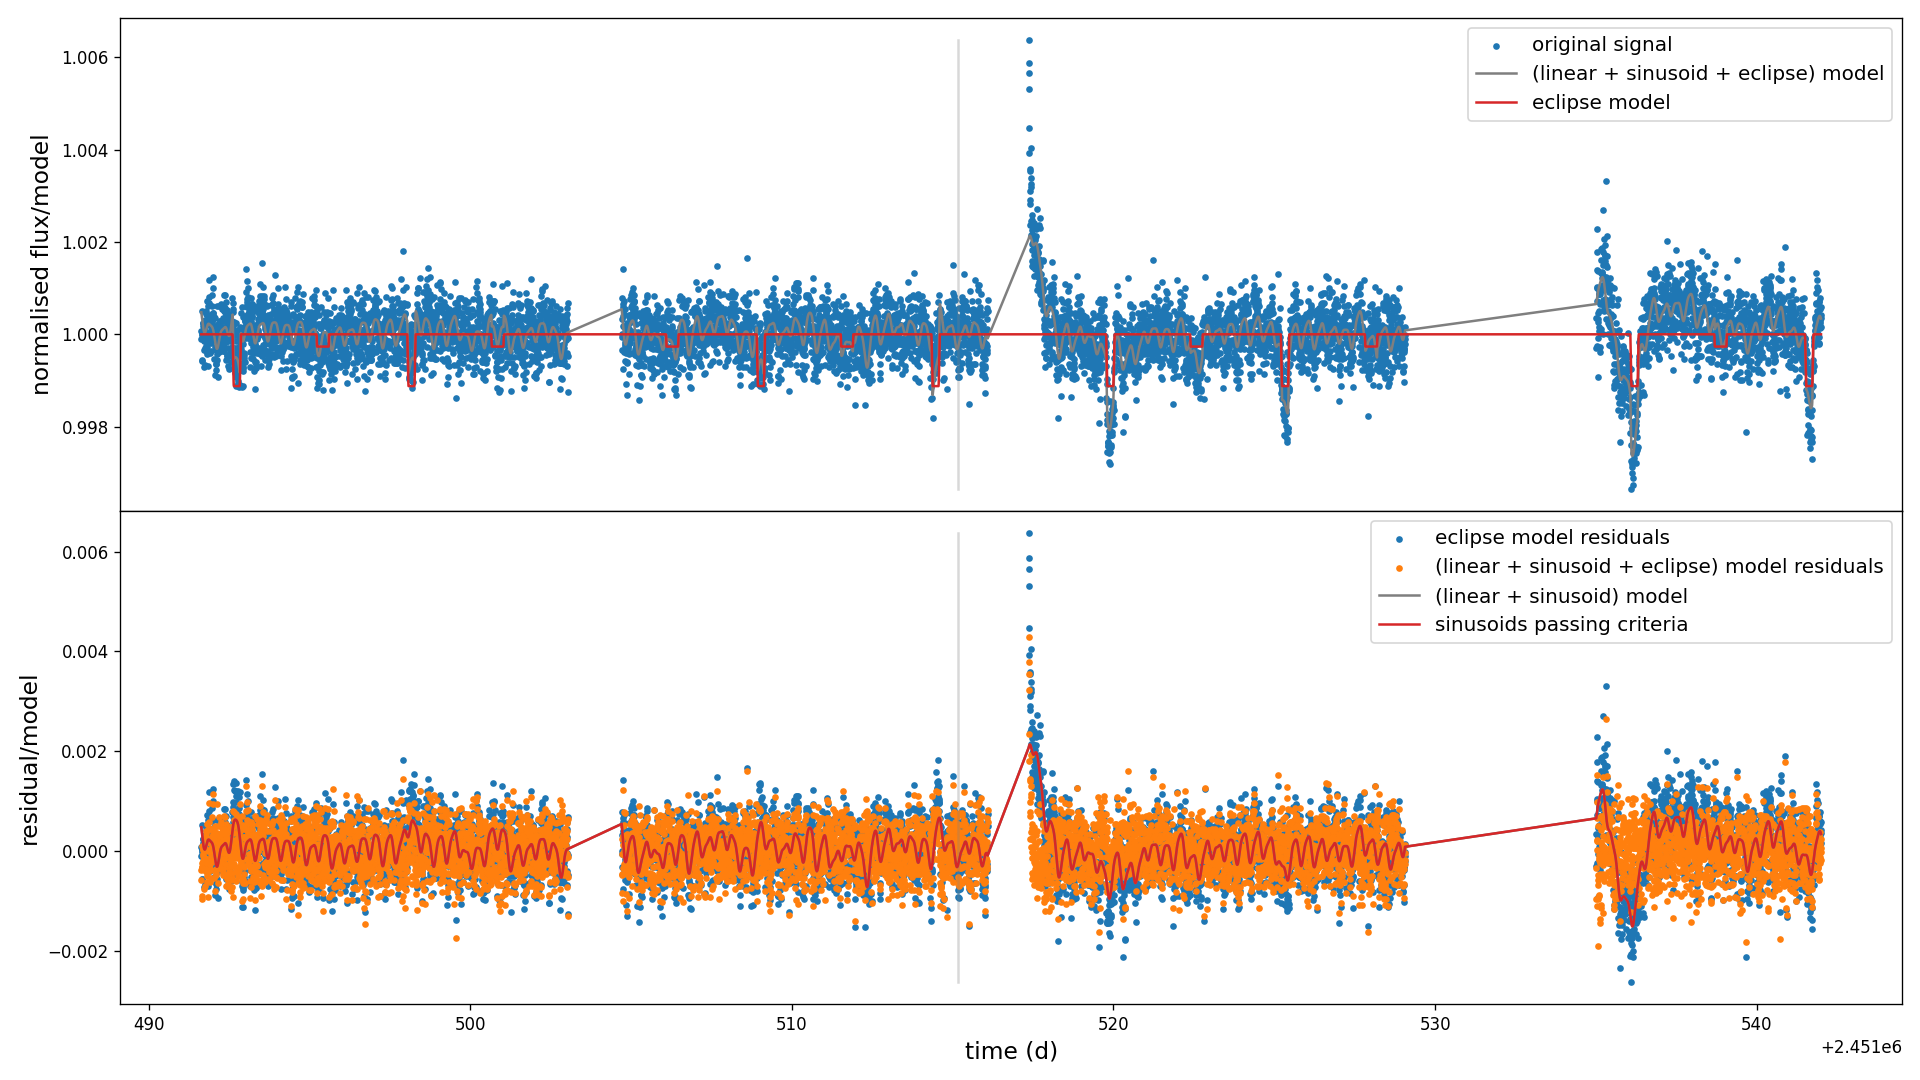 original signal
(linear + sinusoid + eclipse) model
eclipse model
1.006
1.004
1.002
1.000
0.998
normalised flux/model
eclipse model residuals
(linear + sinusoid + eclipse) model residuals
(linear + sinusoid) model
sinusoids passing criteria
0.006
0.004
0.002
0.000
−0.002
residual/model
490
500
510
520
530
540
time (d)
+2.451e6